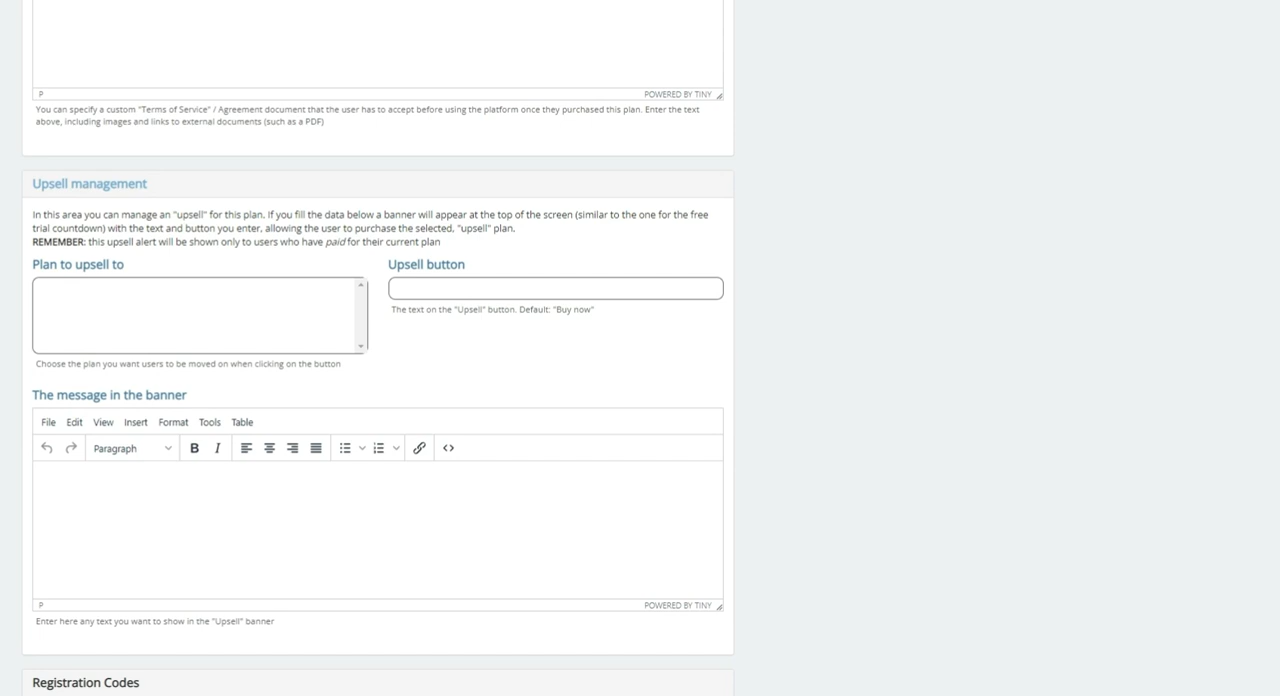 P
POWERED BY TINY
You can specify a custom "Terms of Service" / Agreement document that the user has to accept before using the platform once they purchased this plan. Enter the text
above, including images and links to external documents (such as a PDF)
Upsell management
In this area you can manage an "upsell" for this plan. If you fill the data below a banner will appear at the top of the screen (similar to the one for the free
trial countdown) with the text and button you enter, allowing the user to purchase the selected, "upsell" plan.
REMEMBER: this upsell alert will be shown only to users who have paid for their current plan
Plan to upsell to
Upsell button
The text on the "Upsell" button. Default: "Buy now"
Choose the plan you want users to be moved on when clicking on the button
The message in the banner
File Edit View Insert Format Tools Table
Paragraph B I
P
POWERED BY TINY
Enter here any text you want to show in the "Upsell" banner
Registration Codes